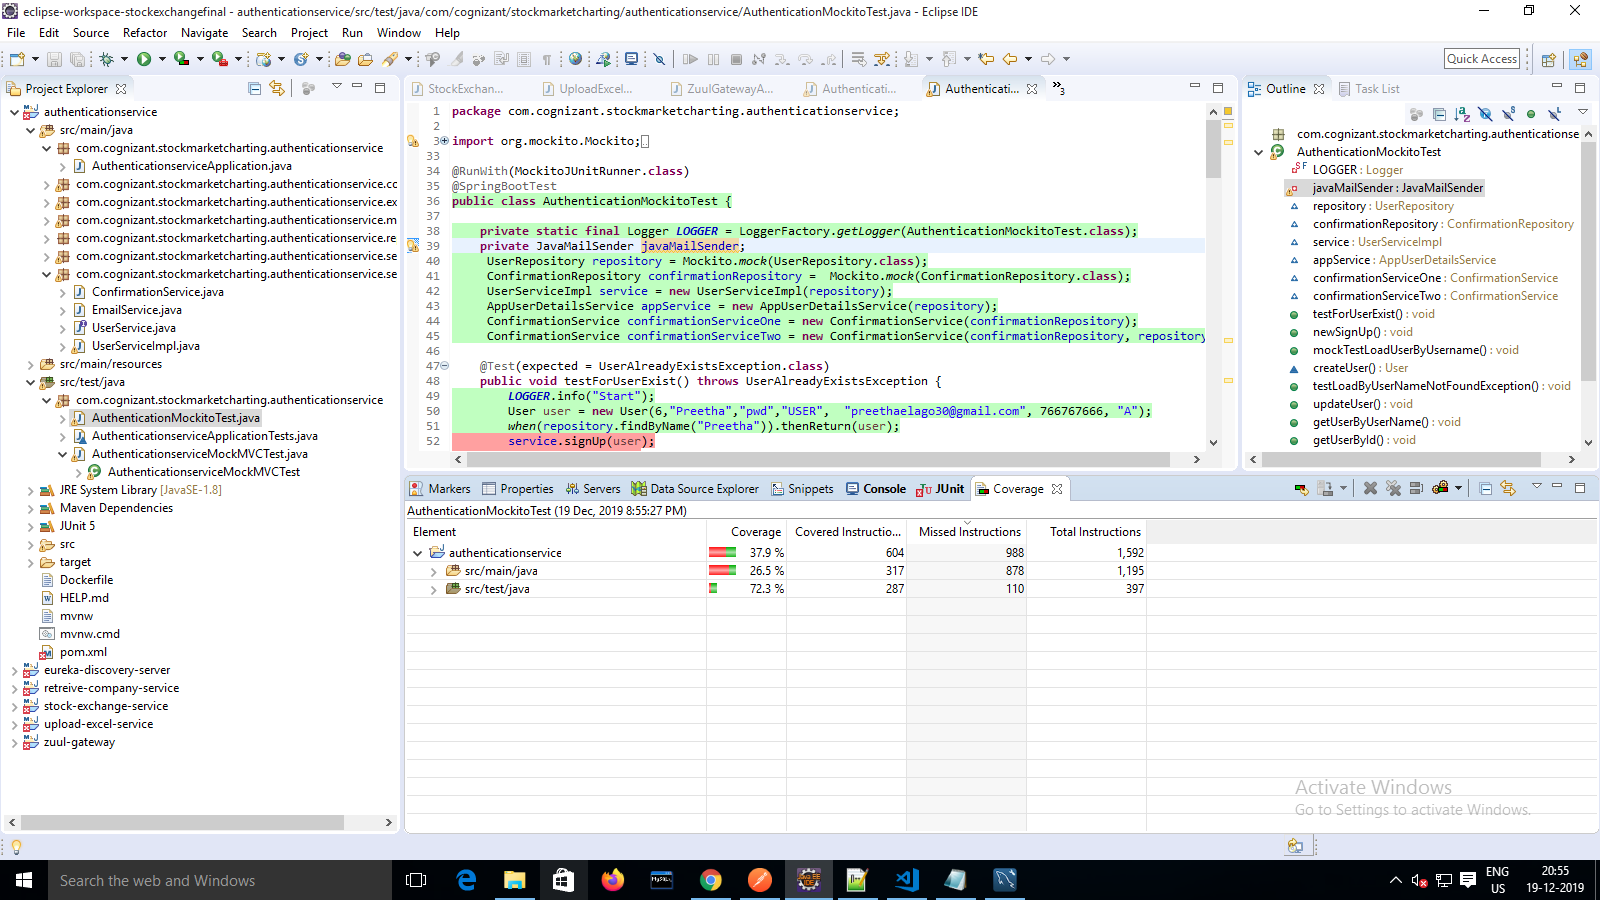 eclipse-workspace-stockexchangefinal - authenticationservice/src/test/java/com/cognizant/stockmarketcharting/authenticationservice/AuthenticationMockitoTest.java - Eclipse IDE
File Edit Source Refactor Navigate Search Project Run Window Help
Quick Access
Project Explorer
authenticationservice
src/main/java
com.cognizant.stockmarketcharting.authenticationservice
AuthenticationserviceApplication.java
com.cognizant.stockmarketcharting.authenticationservice.cc
com.cognizant.stockmarketcharting.authenticationservice.ex
com.cognizant.stockmarketcharting.authenticationservice.m
com.cognizant.stockmarketcharting.authenticationservice.re
com.cognizant.stockmarketcharting.authenticationservice.se
com.cognizant.stockmarketcharting.authenticationservice.se
ConfirmationService.java
EmailService.java
UserService.java
UserServiceImpl.java
src/main/resources
src/test/java
com.cognizant.stockmarketcharting.authenticationservice
AuthenticationMockitoTest.java
AuthenticationserviceApplicationTests.java
AuthenticationserviceMockMVCTest.java
AuthenticationserviceMockMVCTest
JRE System Library [JavaSE-1.8]
Maven Dependencies
JUnit 5
src
target
Dockerfile
HELP.md
mvnw
mvnw.cmd
pom.xml
eureka-discovery-server
retreive-company-service
stock-exchange-service
upload-excel-service
zuul-gateway
StockExchan... UploadExcel... ZuulGatewayA... Authenticati... Authenticati... »3
1 package com.cognizant.stockmarketcharting.authenticationservice;
2
3 import org.mockito.Mockito;
33
34 @RunWith(MockitoJUnitRunner.class)
35 @SpringBootTest
36 public class AuthenticationMockitoTest {
37
38 private static final Logger LOGGER = LoggerFactory.getLogger(AuthenticationMockitoTest.class);
39 private JavaMailSender javaMailSender;
40 UserRepository repository = Mockito.mock(UserRepository.class);
41 ConfirmationRepository confirmationRepository = Mockito.mock(ConfirmationRepository.class);
42 UserServiceImpl service = new UserServiceImpl(repository);
43 AppUserDetailsService appService = new AppUserDetailsService(repository);
44 ConfirmationService confirmationServiceOne = new ConfirmationService(confirmationRepository);
45 ConfirmationService confirmationServiceTwo = new ConfirmationService(confirmationRepository, repository
46
47 @Test(expected = UserAlreadyExistsException.class)
48 public void testForUserExist() throws UserAlreadyExistsException {
49 LOGGER.info("Start");
50 User user = new User(6,"Preetha","pwd","USER", "preethaelago30@gmail.com", 766767666, "A");
51 when(repository.findByName("Preetha")).thenReturn(user);
52 service.signUp(user);
Outline Task List
com.cognizant.stockmarketcharting.authenticationse
AuthenticationMockitoTest
LOGGER : Logger
javaMailSender : JavaMailSender
repository : UserRepository
confirmationRepository : ConfirmationRepository
service : UserServiceImpl
appService : AppUserDetailsService
confirmationServiceOne : ConfirmationService
confirmationServiceTwo : ConfirmationService
testForUserExist() : void
newSignUp() : void
mockTestLoadUserByUsername() : void
createUser() : User
testLoadByUserNameNotFoundException() : void
updateUser() : void
getUserByUserName() : void
getUserById() : void
Markers Properties Servers Data Source Explorer Snippets Console JUnit Coverage
AuthenticationMockitoTest (19 Dec, 2019 8:55:27 PM)
Element Coverage Covered Instructio... Missed Instructions Total Instructions
authenticationservice 37.9 % 604 988 1,592
src/main/java 26.5 % 317 878 1,195
src/test/java 72.3 % 287 110 397
Activate Windows
Go to Settings to activate Windows.
Search the web and Windows
ENG
US
20:55
19-12-2019